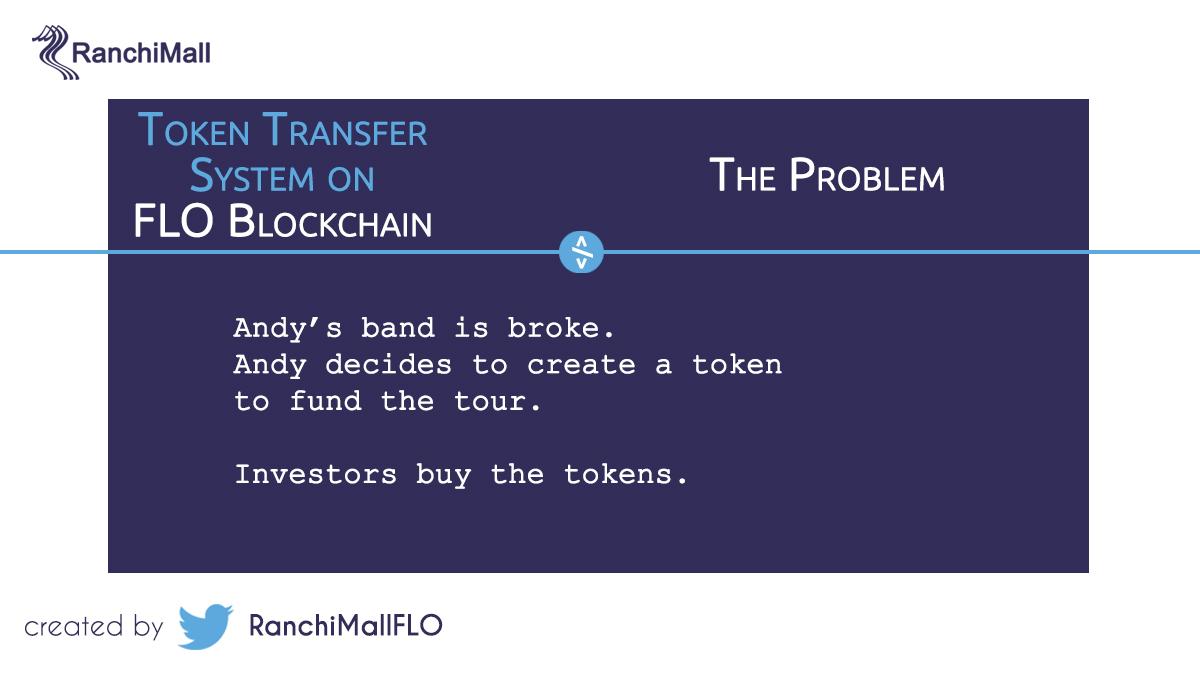 RanchiMall
Token Transfer
System on
FLO Blockchain
The Problem
Andy’s band is broke.
Andy decides to create a token
to fund the tour.
Investors buy the tokens.
created by RanchiMallFLO